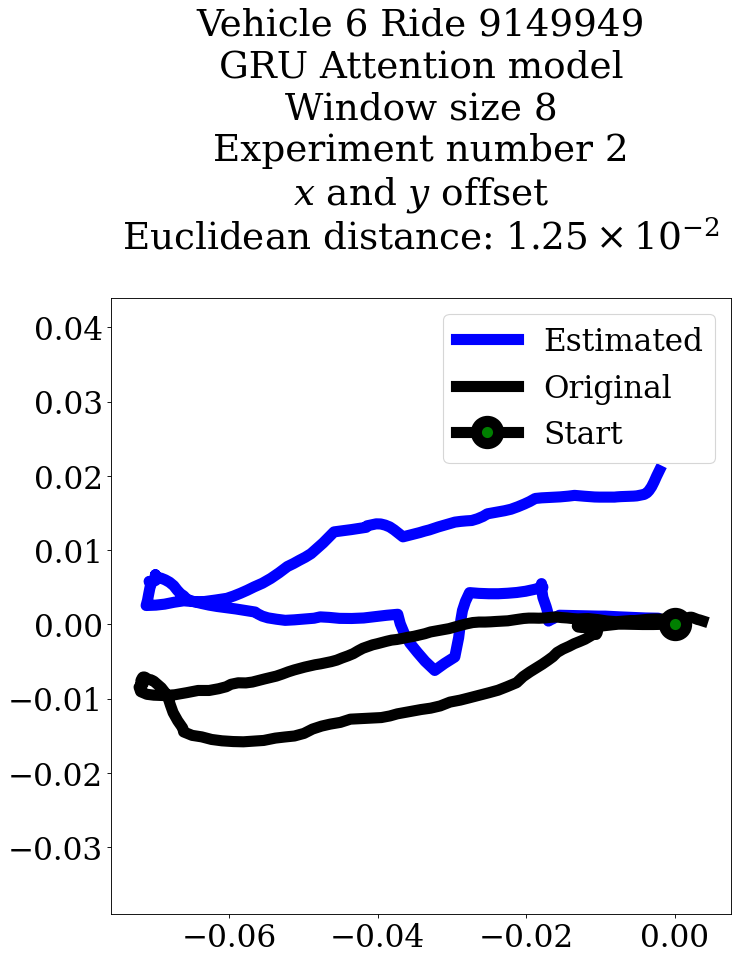 Vehicle 6 Ride 9149949
GRU Attention model
Window size 8
Experiment number 2
x and y offset
Euclidean distance: 1.25 × 10⁻²
Estimated
Original
Start
0.04
0.03
0.02
0.01
0.00
−0.01
−0.02
−0.03
−0.06 −0.04 −0.02 0.00